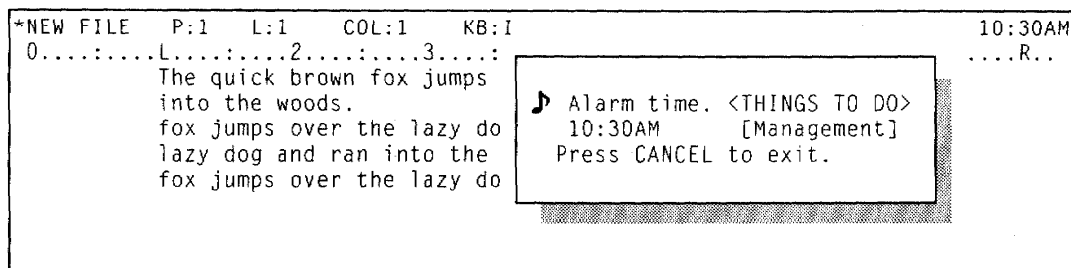 *NEW FILE P:1 L:1 COL:1 KB:I 10:30AM
0....:....L....:....2....:....3....: ....R..
The quick brown fox jumps
into the woods.
fox jumps over the lazy do
lazy dog and ran into the
fox jumps over the lazy do
♪ Alarm time. <THINGS TO DO>
10:30AM [Management]
Press CANCEL to exit.